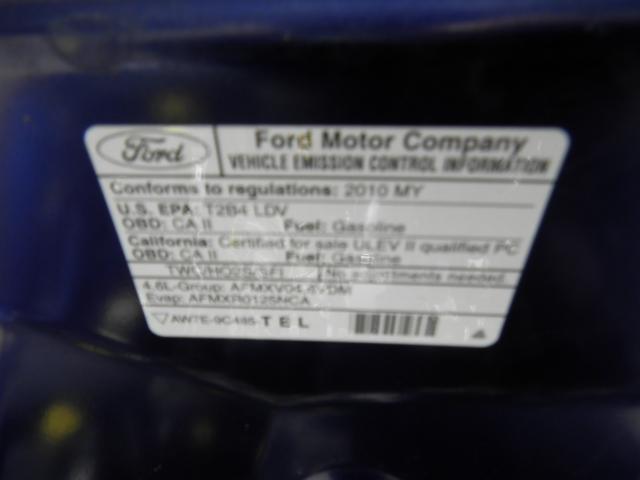 Ford
Ford Motor Company
VEHICLE EMISSION CONTROL INFORMATION
Conforms to regulations: 2010 MY
U.S. EPA: T2B4 LDV
OBD: CA II Fuel: Gasoline
California: Certified for sale ULEV II qualified PC
OBD: CA II Fuel: Gasoline
TWC/HO2S/SFI No adjustments needed.
4.6L-Group: AFMXV04.6VDM
Evap: AFMXR0125NCA
AW7E-9C485-TEL